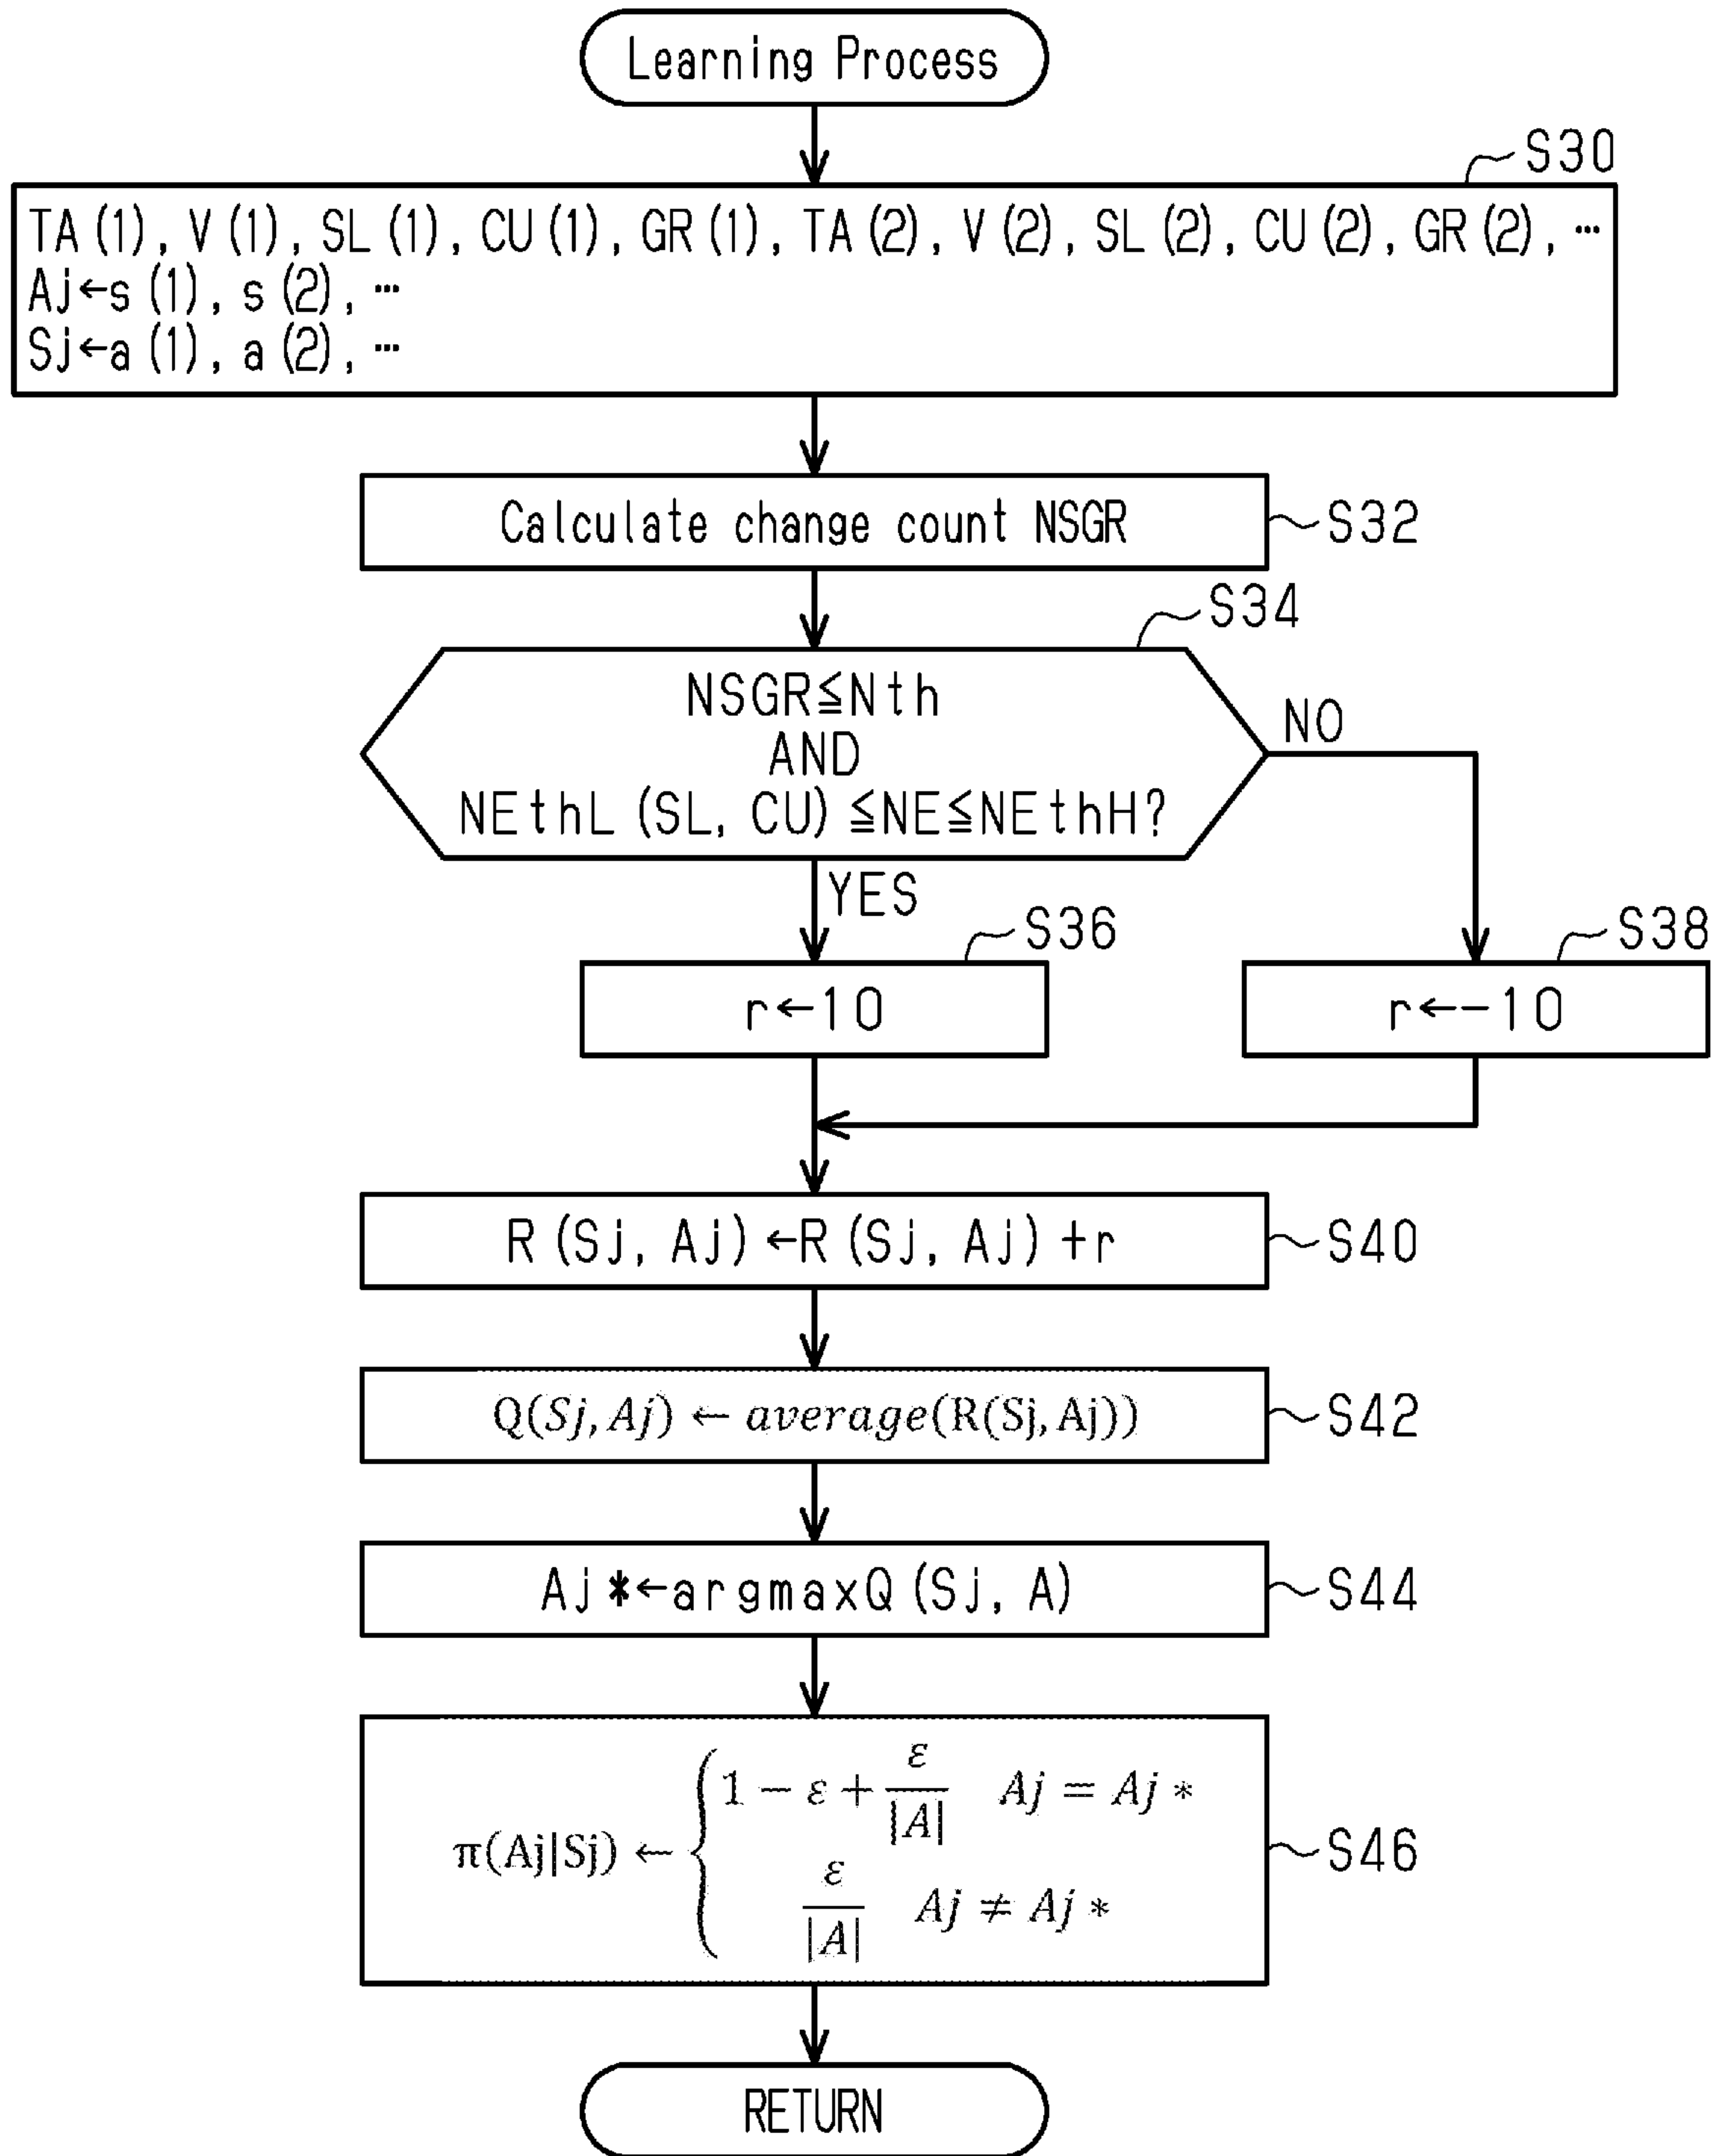 Learning Process
S30
TA(1), V(1), SL(1), CU(1), GR(1), TA(2), V(2), SL(2), CU(2), GR(2), …
Aj←s(1), s(2), …
Sj←a(1), a(2), …
Calculate change count NSGR
S32
S34
NSGR≦Nth
AND
NEthL(SL, CU)≦NE≦NEthH?
NO
YES
S36
S38
r←10
r←-10
R(Sj, Aj)←R(Sj, Aj)+r
S40
Q(Sj, Aj) ← average(R(Sj, Aj))
S42
Aj*←argmaxQ(Sj, A)
S44
π(Aj|Sj) ← { 1 − ε + ε/|A|   Aj = Aj *
ε/|A|   Aj ≠ Aj *
S46
RETURN